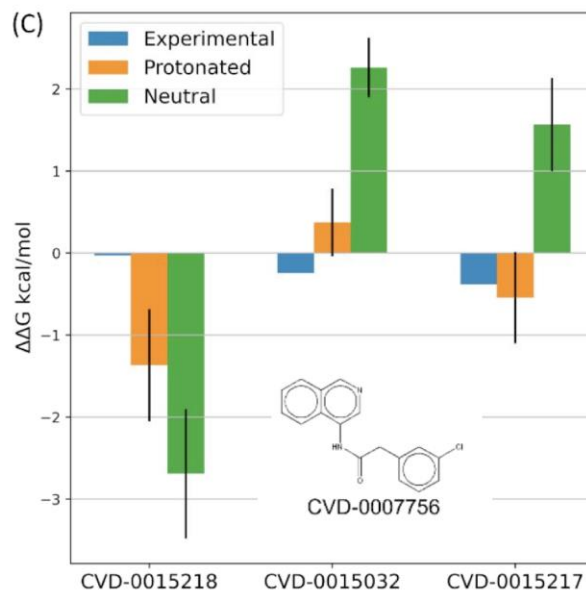 (C)
Experimental
Protonated
Neutral
2
1
0
−1
−2
−3
ΔΔG kcal/mol
N
HN
O
Cl
CVD-0007756
CVD-0015218 CVD-0015032 CVD-0015217